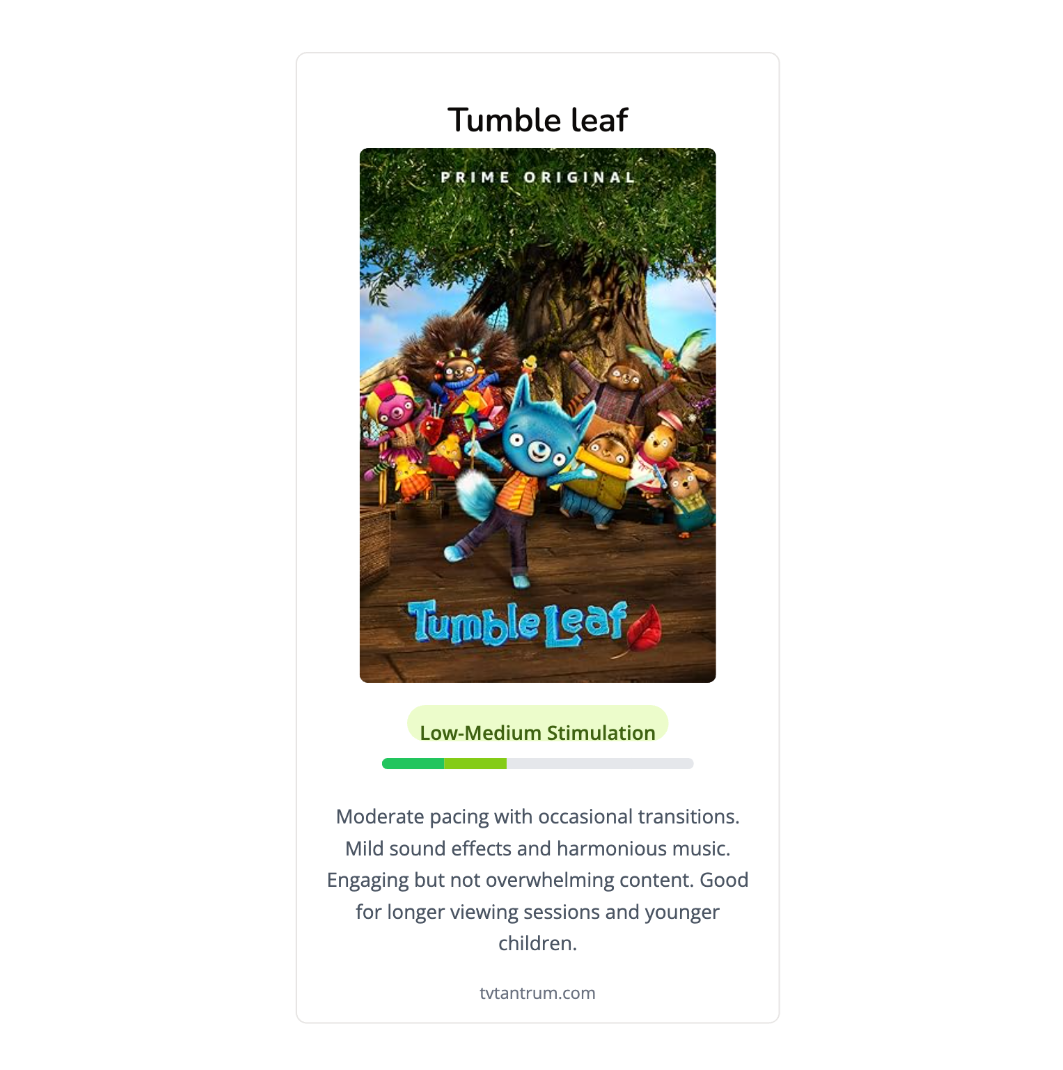 Tumble leaf
PRIME ORIGINAL
Tumble Leaf
Low-Medium Stimulation
Moderate pacing with occasional transitions.
Mild sound effects and harmonious music.
Engaging but not overwhelming content. Good
for longer viewing sessions and younger
children.
tvtantrum.com